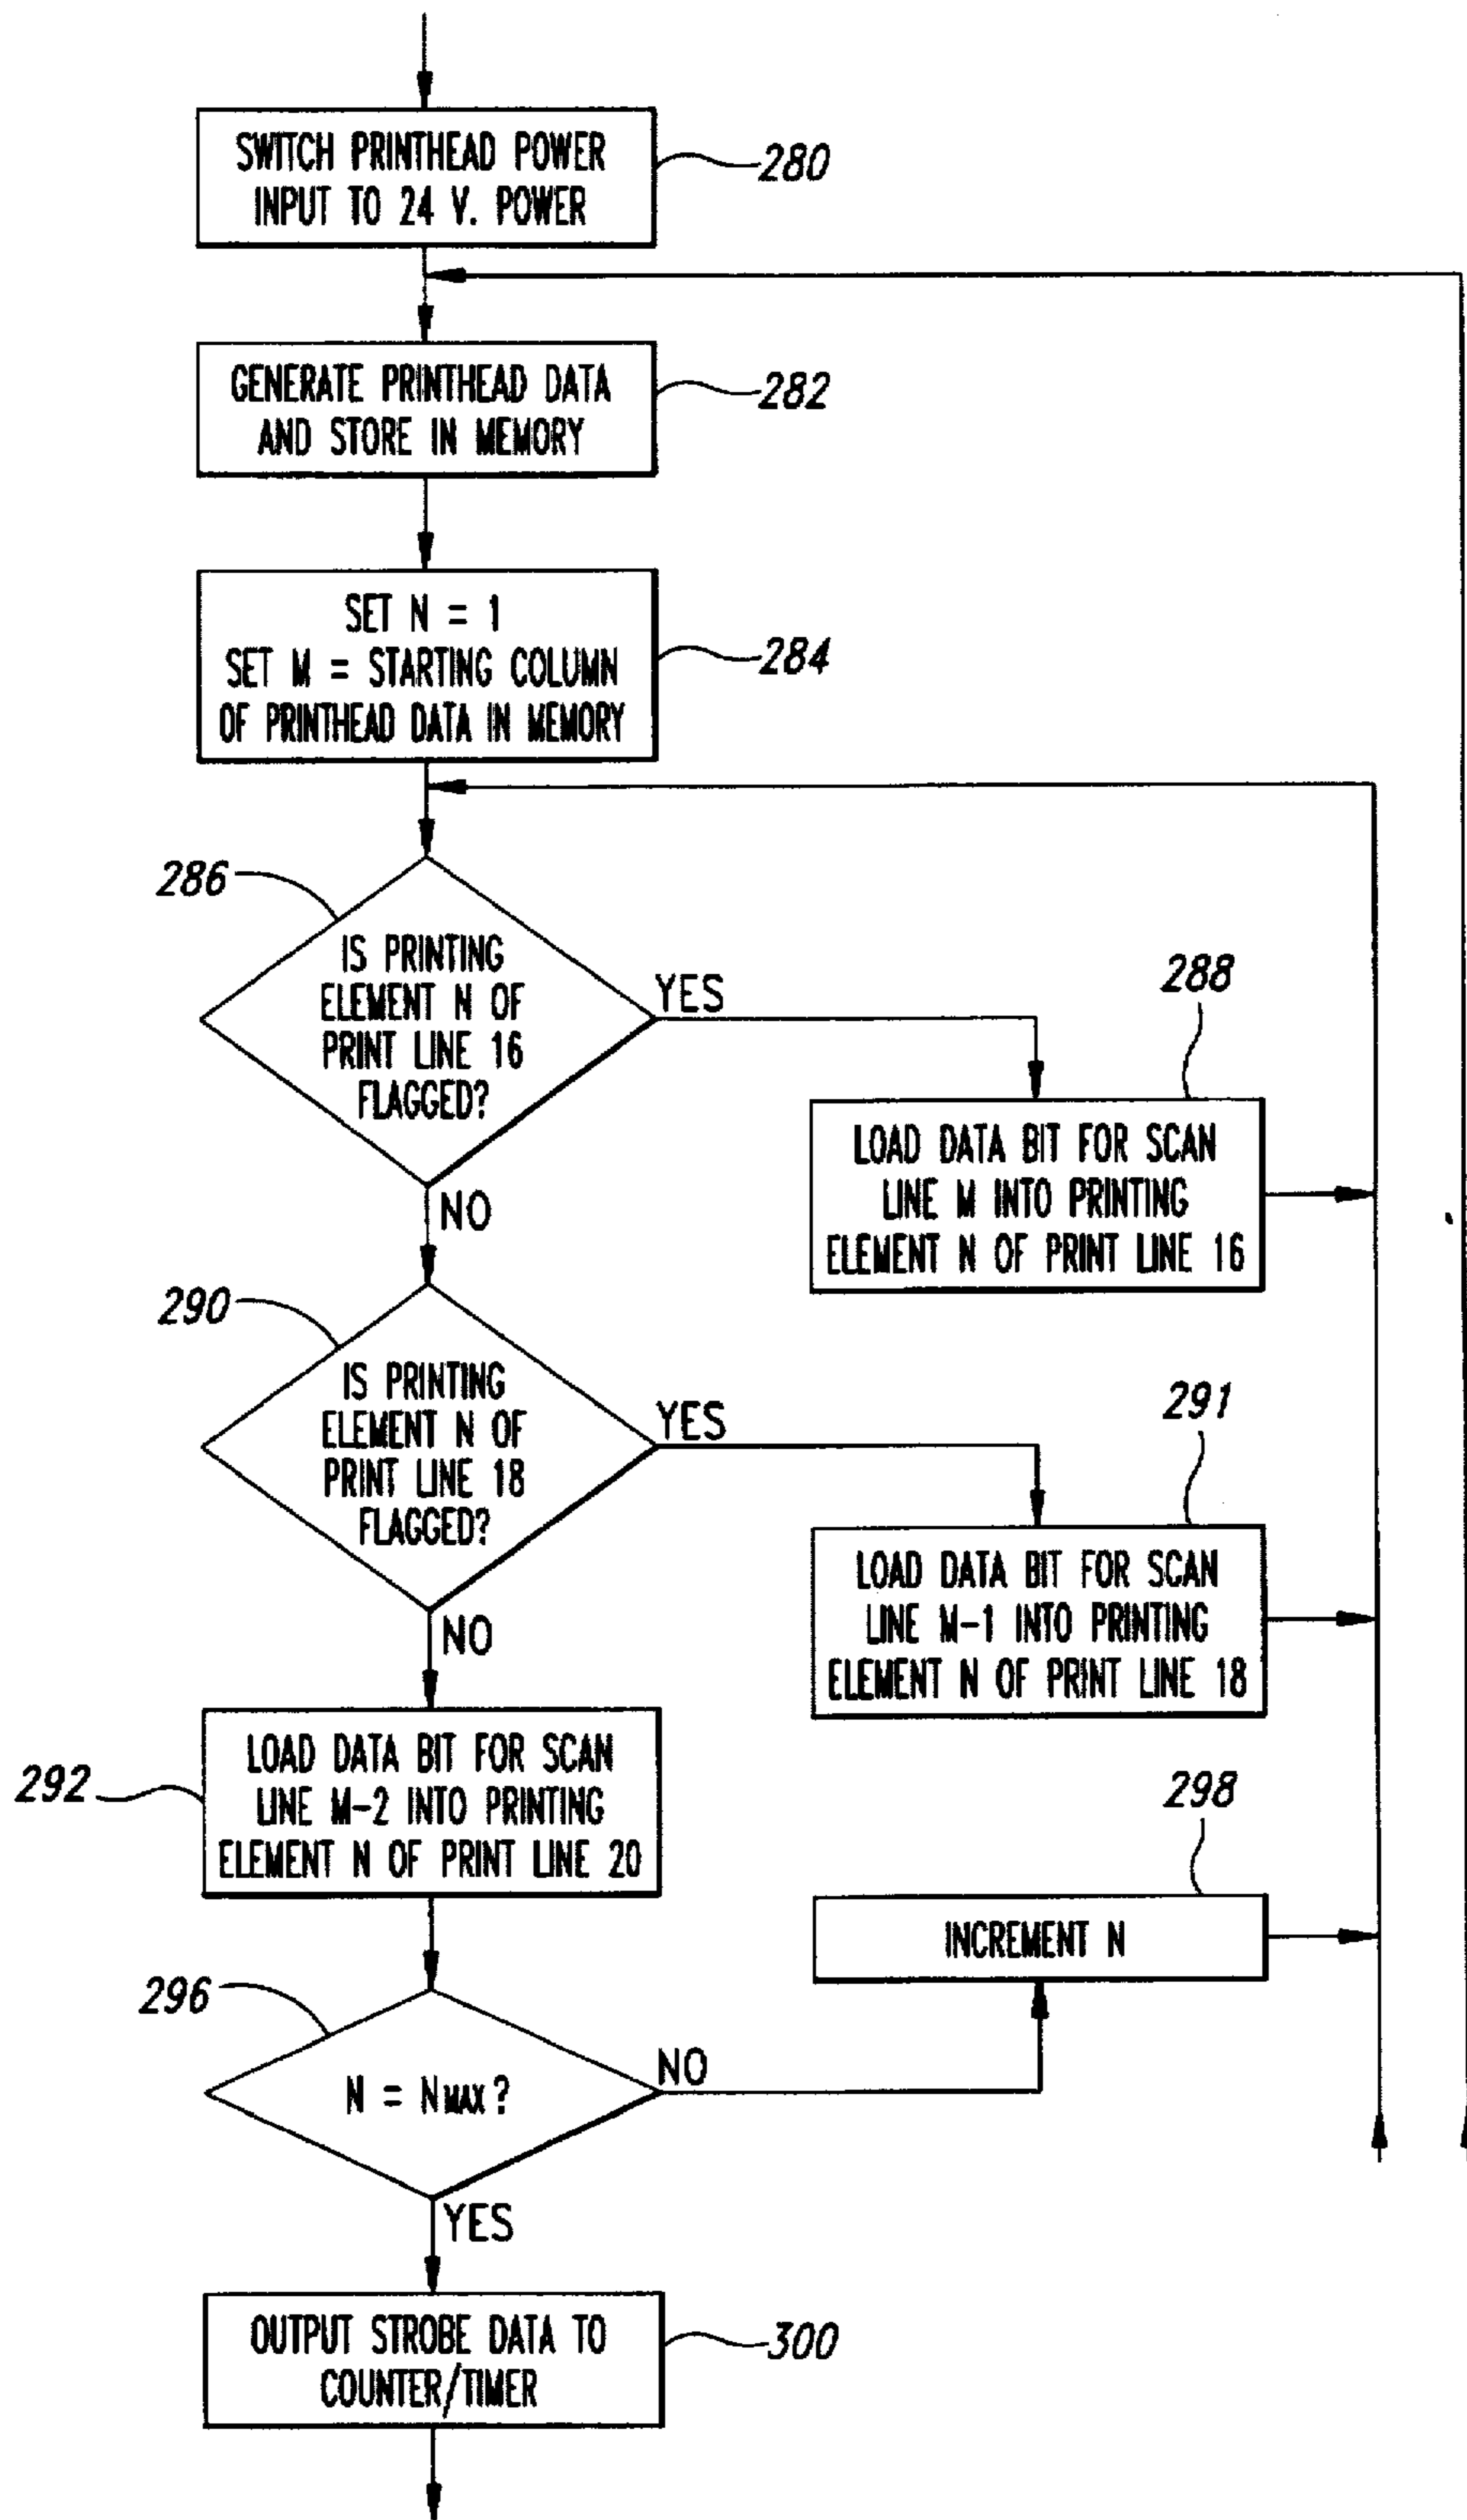 SWITCH PRINTHEAD POWER
INPUT TO 24 V. POWER
280
GENERATE PRINTHEAD DATA
AND STORE IN MEMORY
282
SET N = 1
SET M = STARTING COLUMN
OF PRINTHEAD DATA IN MEMORY
284
286
IS PRINTING
ELEMENT N OF
PRINT LINE 16
FLAGGED?
YES
NO
288
LOAD DATA BIT FOR SCAN
LINE M INTO PRINTING
ELEMENT N OF PRINT LINE 16
290
IS PRINTING
ELEMENT N OF
PRINT LINE 18
FLAGGED?
YES
NO
291
LOAD DATA BIT FOR SCAN
LINE M-1 INTO PRINTING
ELEMENT N OF PRINT LINE 18
292
LOAD DATA BIT FOR SCAN
LINE M-2 INTO PRINTING
ELEMENT N OF PRINT LINE 20
298
INCREMENT N
296
N = NMAX?
NO
YES
OUTPUT STROBE DATA TO
COUNTER/TIMER
300